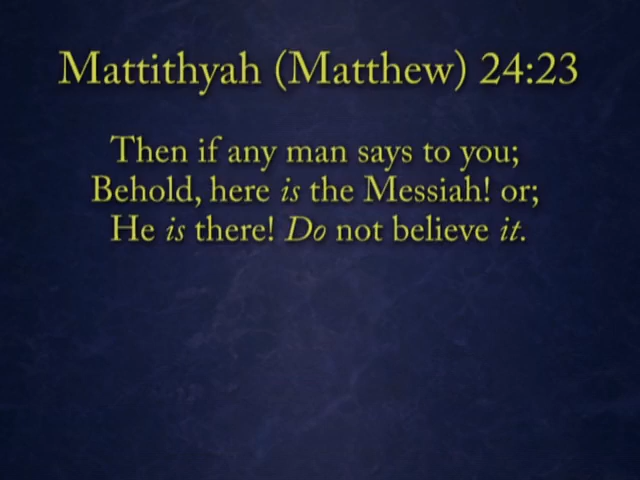 Mattithyah (Matthew) 24:23
Then if any man says to you;
Behold, here is the Messiah! or;
He is there! Do not believe it.